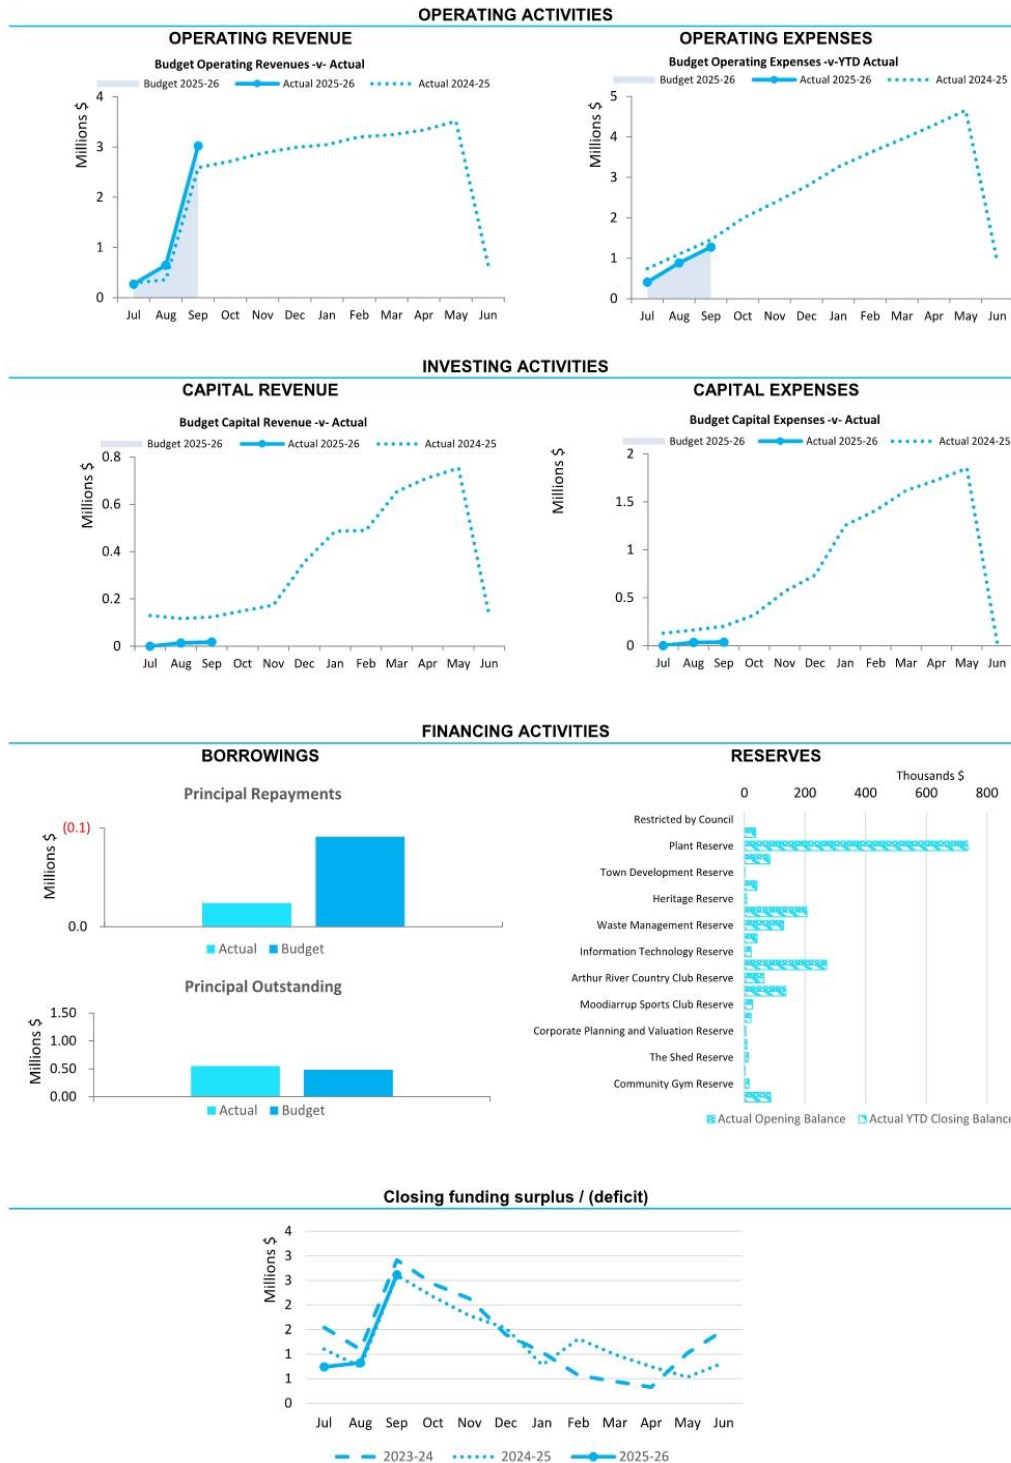 OPERATING ACTIVITIES
OPERATING REVENUE
Budget Operating Revenues -v- Actual
Budget 2025-26 Actual 2025-26 Actual 2024-25
Millions $
4
3
2
1
0
Jul Aug Sep Oct Nov Dec Jan Feb Mar Apr May Jun
OPERATING EXPENSES
Budget Operating Expenses -v-YTD Actual
Budget 2025-26 Actual 2025-26 Actual 2024-25
Millions $
5
4
3
2
1
0
Jul Aug Sep Oct Nov Dec Jan Feb Mar Apr May Jun
INVESTING ACTIVITIES
CAPITAL REVENUE
Budget Capital Revenue -v- Actual
Budget 2025-26 Actual 2025-26 Actual 2024-25
Millions $
0.8
0.6
0.4
0.2
0
Jul Aug Sep Oct Nov Dec Jan Feb Mar Apr May Jun
CAPITAL EXPENSES
Budget Capital Expenses -v- Actual
Budget 2025-26 Actual 2025-26 Actual 2024-25
Millions $
2
1.5
1
0.5
0
Jul Aug Sep Oct Nov Dec Jan Feb Mar Apr May Jun
FINANCING ACTIVITIES
BORROWINGS
Principal Repayments
Millions $
(0.1)
0.0
Actual Budget
Principal Outstanding
Millions $
1.50
1.00
0.50
0.00
Actual Budget
RESERVES
Thousands $
0 200 400 600 800
Restricted by Council
Plant Reserve
Town Development Reserve
Heritage Reserve
Waste Management Reserve
Information Technology Reserve
Arthur River Country Club Reserve
Moodiarrup Sports Club Reserve
Corporate Planning and Valuation Reserve
The Shed Reserve
Community Gym Reserve
Actual Opening Balance Actual YTD Closing Balance
Closing funding surplus / (deficit)
Millions $
4
3
3
2
2
1
1
0
Jul Aug Sep Oct Nov Dec Jan Feb Mar Apr May Jun
2023-24 2024-25 2025-26